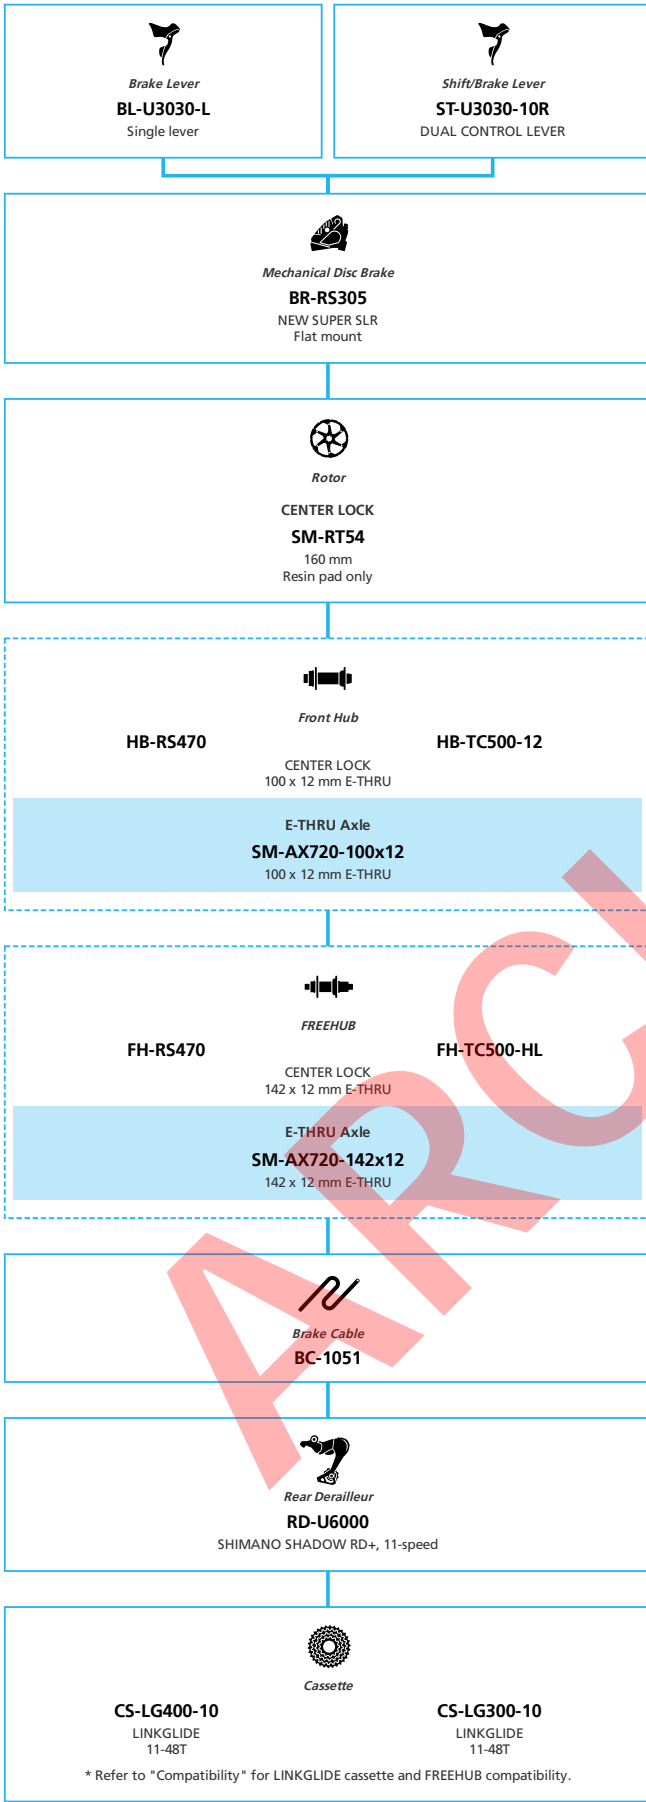 Brake Lever
BL-U3030-L
Single lever
Shift/Brake Lever
ST-U3030-10R
DUAL CONTROL LEVER
Mechanical Disc Brake
BR-RS305
NEW SUPER SLR
Flat mount
Rotor
CENTER LOCK
SM-RT54
160 mm
Resin pad only
Front Hub
HB-RS470
HB-TC500-12
CENTER LOCK
100 x 12 mm E-THRU
E-THRU Axle
SM-AX720-100x12
100 x 12 mm E-THRU
FREEHUB
FH-RS470
FH-TC500-HL
CENTER LOCK
142 x 12 mm E-THRU
E-THRU Axle
SM-AX720-142x12
142 x 12 mm E-THRU
Brake Cable
BC-1051
Rear Derailleur
RD-U6000
SHIMANO SHADOW RD+, 11-speed
Cassette
CS-LG400-10
LINKGLIDE
11-48T
CS-LG300-10
LINKGLIDE
11-48T
* Refer to "Compatibility" for LINKGLIDE cassette and FREEHUB compatibility.